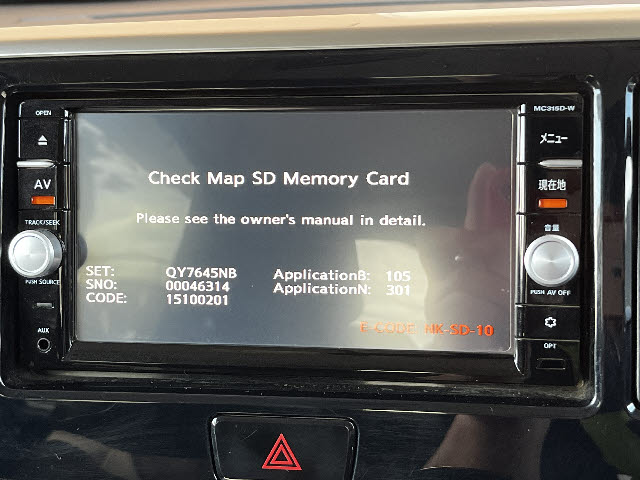 OPEN
MC315D-W
AV
TRACK/SEEK
PUSH SOURCE
AUX
メニュー
現在地
音量
PUSH AV OFF
OPT
Check Map SD Memory Card
Please see the owner's manual in detail.
SET: QY7645NB ApplicationB: 105
SNO: 00046314 ApplicationN: 301
CODE: 15100201
E-CODE NK-SD-10